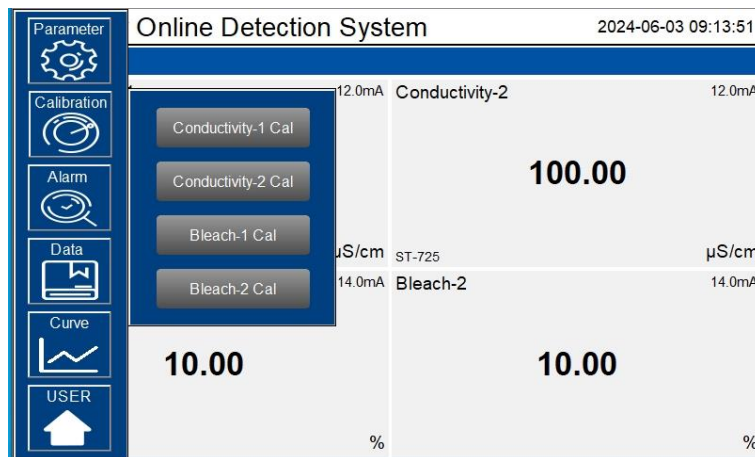 Parameter
Online Detection System
2024-06-03 09:13:51
Calibration
Alarm
Data
Curve
USER
Conductivity-1 Cal
Conductivity-2 Cal
Bleach-1 Cal
Bleach-2 Cal
12.0mA
µS/cm
Conductivity-2
12.0mA
100.00
ST-725
µS/cm
14.0mA
10.00
%
Bleach-2
14.0mA
10.00
%